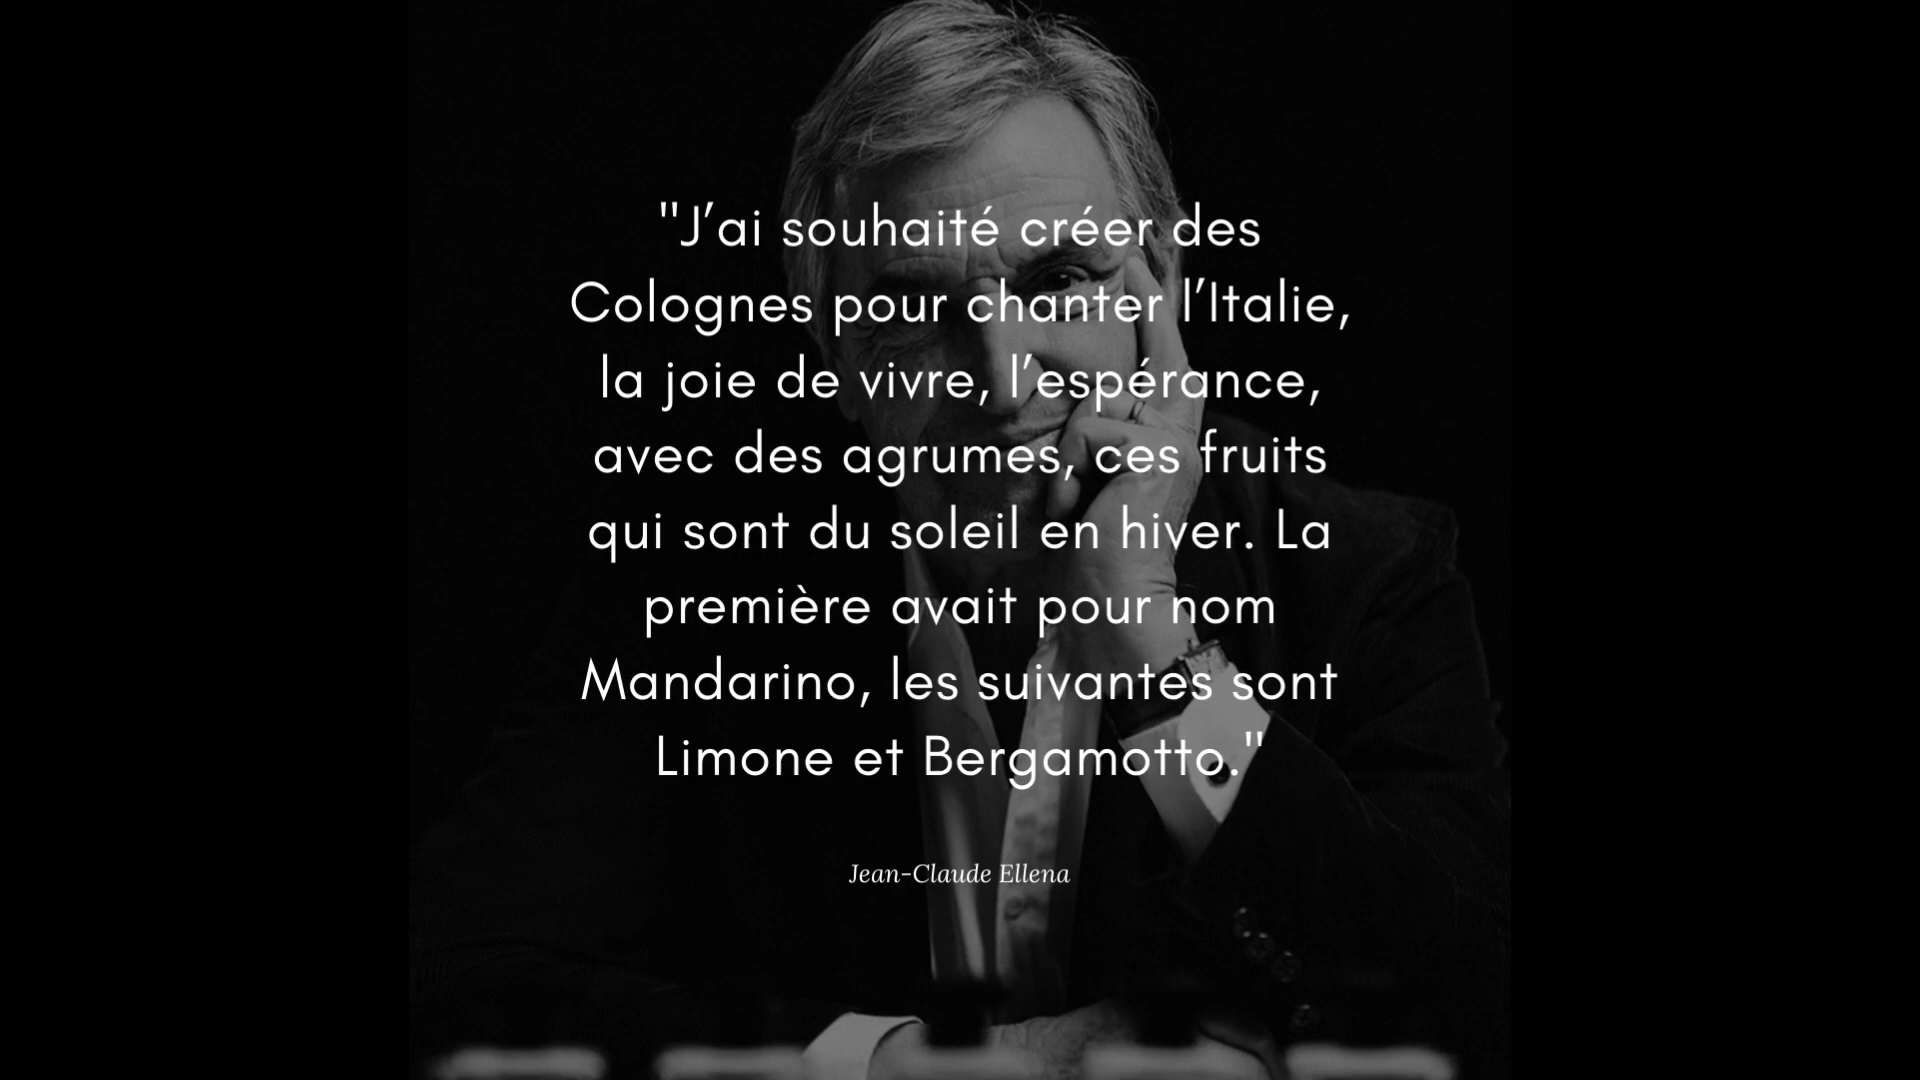 "J’ai souhaité créer des
Colognes pour chanter l’Italie,
la joie de vivre, l’espérance,
avec des agrumes, ces fruits
qui sont du soleil en hiver. La
première avait pour nom
Mandarino, les suivantes sont
Limone et Bergamotto."
Jean-Claude Ellena